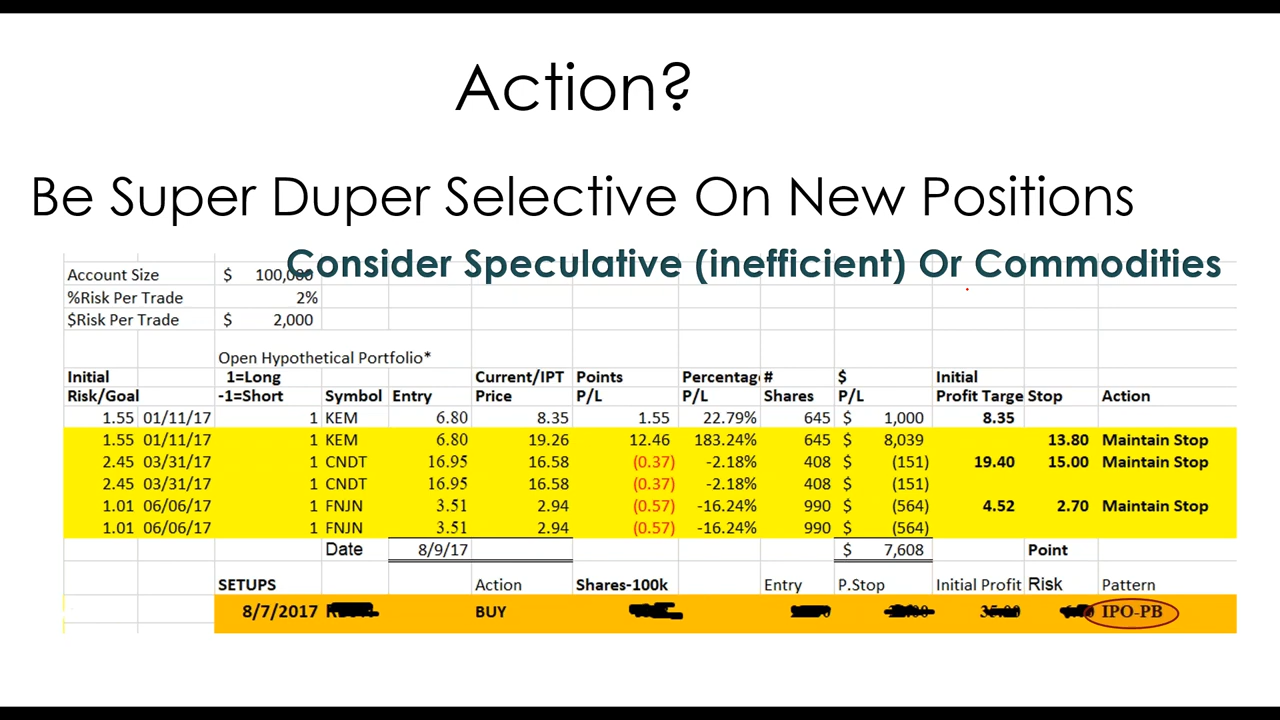 Action?
Be Super Duper Selective On New Positions
Consider Speculative (inefficient) Or Commodities
Account Size $ 100,000
%Risk Per Trade 2%
$Risk Per Trade $ 2,000
Open Hypothetical Portfolio*
Initial 1=Long Current/IPT Points Percentag # $ Initial
Risk/Goal -1=Short Symbol Entry Price P/L P/L Shares P/L Profit Targe Stop Action
1.55 01/11/17 1 KEM 6.80 8.35 1.55 22.79% 645 $ 1,000 8.35
1.55 01/11/17 1 KEM 6.80 19.26 12.46 183.24% 645 $ 8,039 13.80 Maintain Stop
2.45 03/31/17 1 CNDT 16.95 16.58 (0.37) -2.18% 408 $ (151) 19.40 15.00 Maintain Stop
2.45 03/31/17 1 CNDT 16.95 16.58 (0.37) -2.18% 408 $ (151)
1.01 06/06/17 1 FNJN 3.51 2.94 (0.57) -16.24% 990 $ (564) 4.52 2.70 Maintain Stop
1.01 06/06/17 1 FNJN 3.51 2.94 (0.57) -16.24% 990 $ (564)
Date 8/9/17 $ 7,608 Point
SETUPS Action Shares-100k Entry P.Stop Initial Profit Risk Pattern
8/7/2017 BUY IPO-PB